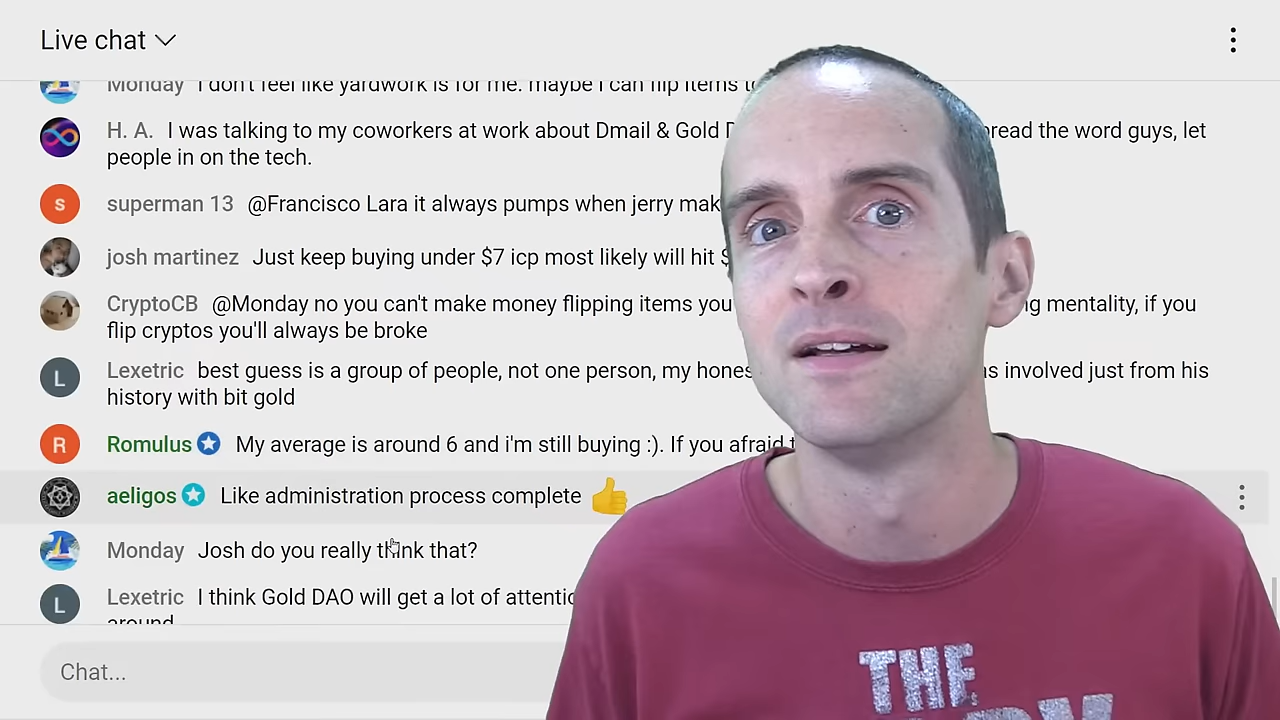 Live chat
Monday I don't feel like yardwork is for me. maybe I can flip items
H. A. I was talking to my coworkers at work about Dmail & Gold spread the word guys, let
people in on the tech.
s superman 13 @Francisco Lara it always pumps when jerry
josh martinez Just keep buying under $7 icp most likely will hit
CryptoCB @Monday no you can't make money flipping items you mentality, if you
flip cryptos you'll always be broke
L Lexetric best guess is a group of people, not one person, my involved just from his
history with bit gold
R Romulus My average is around 6 and i'm still buying :). If you afraid
aeligos Like administration process complete 👍
Monday Josh do you really think that?
L Lexetric I think Gold DAO will get a lot of
around
Chat...
THE